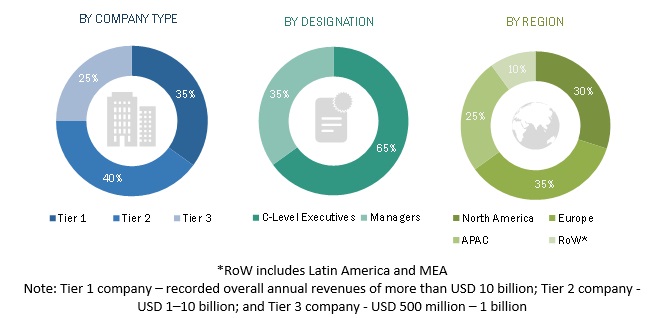 BY COMPANY TYPE
25%
35%
40%
Tier 1 Tier 2 Tier 3
BY DESIGNATION
35%
65%
C-Level Executives Managers
BY REGION
10%
30%
25%
35%
North America Europe
APAC RoW*
*RoW includes Latin America and MEA
Note: Tier 1 company – recorded overall annual revenues of more than USD 10 billion; Tier 2 company -
USD 1–10 billion; and Tier 3 company - USD 500 million – 1 billion